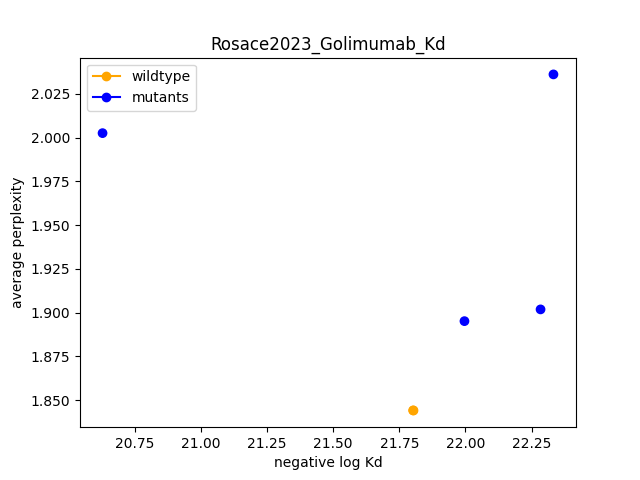 Rosace2023_Golimumab_Kd
wildtype
mutants
average perplexity
2.025
2.000
1.975
1.950
1.925
1.900
1.875
1.850
20.75 21.00 21.25 21.50 21.75 22.00 22.25
negative log Kd